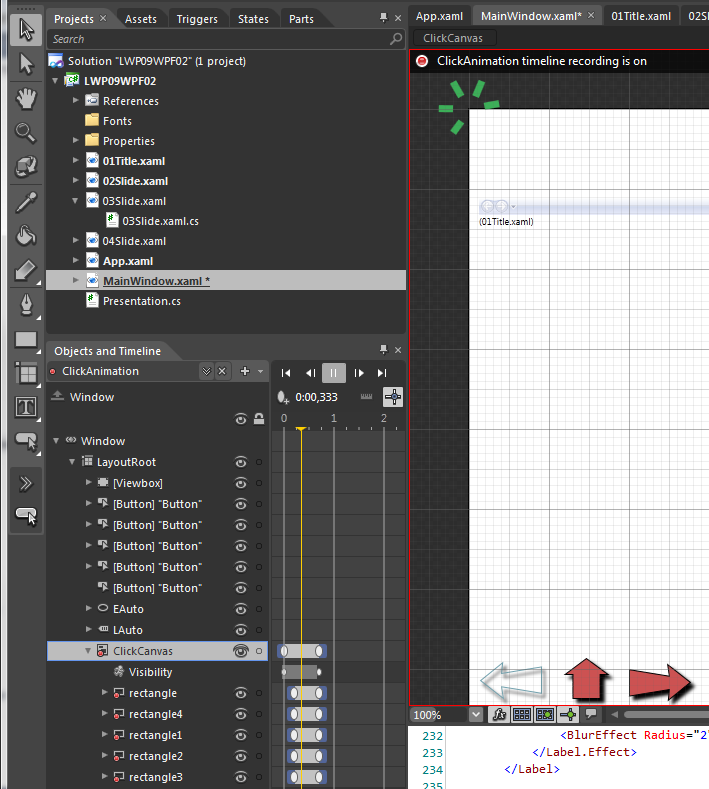 Projects × Assets Triggers States Parts
Search
Solution "LWP09WPF02" (1 project)
LWP09WPF02
References
Fonts
Properties
01Title.xaml
02Slide.xaml
03Slide.xaml
03Slide.xaml.cs
04Slide.xaml
App.xaml
MainWindow.xaml *
Presentation.cs
Objects and Timeline
ClickAnimation
Window
0:00,333
0 1 2
Window
LayoutRoot
[Viewbox]
[Button] "Button"
[Button] "Button"
[Button] "Button"
[Button] "Button"
[Button] "Button"
EAuto
LAuto
ClickCanvas
Visibility
rectangle
rectangle4
rectangle1
rectangle2
rectangle3
App.xaml MainWindow.xaml* × 01Title.xaml 02S
ClickCanvas
ClickAnimation timeline recording is on
(01Title.xaml)
100% fx
232 <BlurEffect Radius="2"
233 </Label.Effect>
234 </Label>
235